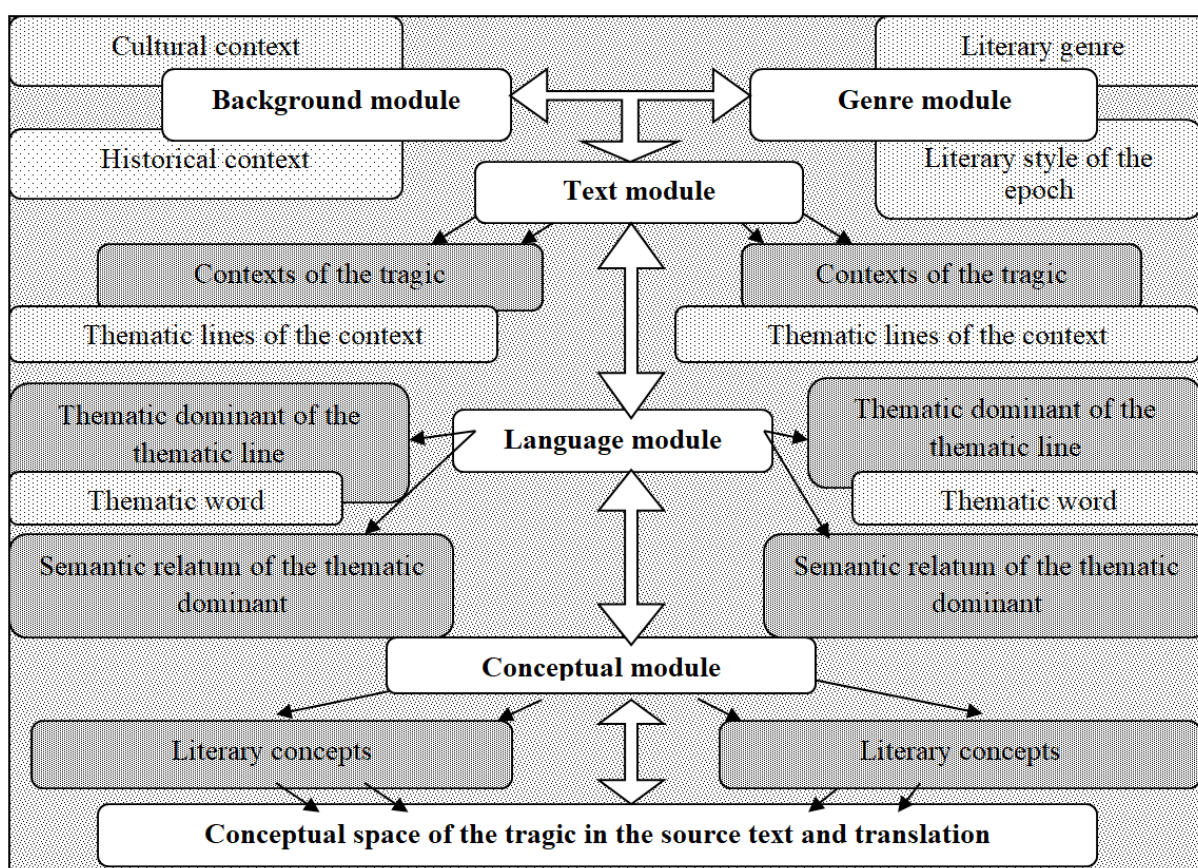 Cultural context
Literary genre
Background module
Genre module
Historical context
Literary style of the
epoch
Text module
Contexts of the tragic
Contexts of the tragic
Thematic lines of the context
Thematic lines of the context
Thematic dominant of the
thematic line
Thematic dominant of the
thematic line
Language module
Thematic word
Thematic word
Semantic relatum of the thematic
dominant
Semantic relatum of the thematic
dominant
Conceptual module
Literary concepts
Literary concepts
Conceptual space of the tragic in the source text and translation